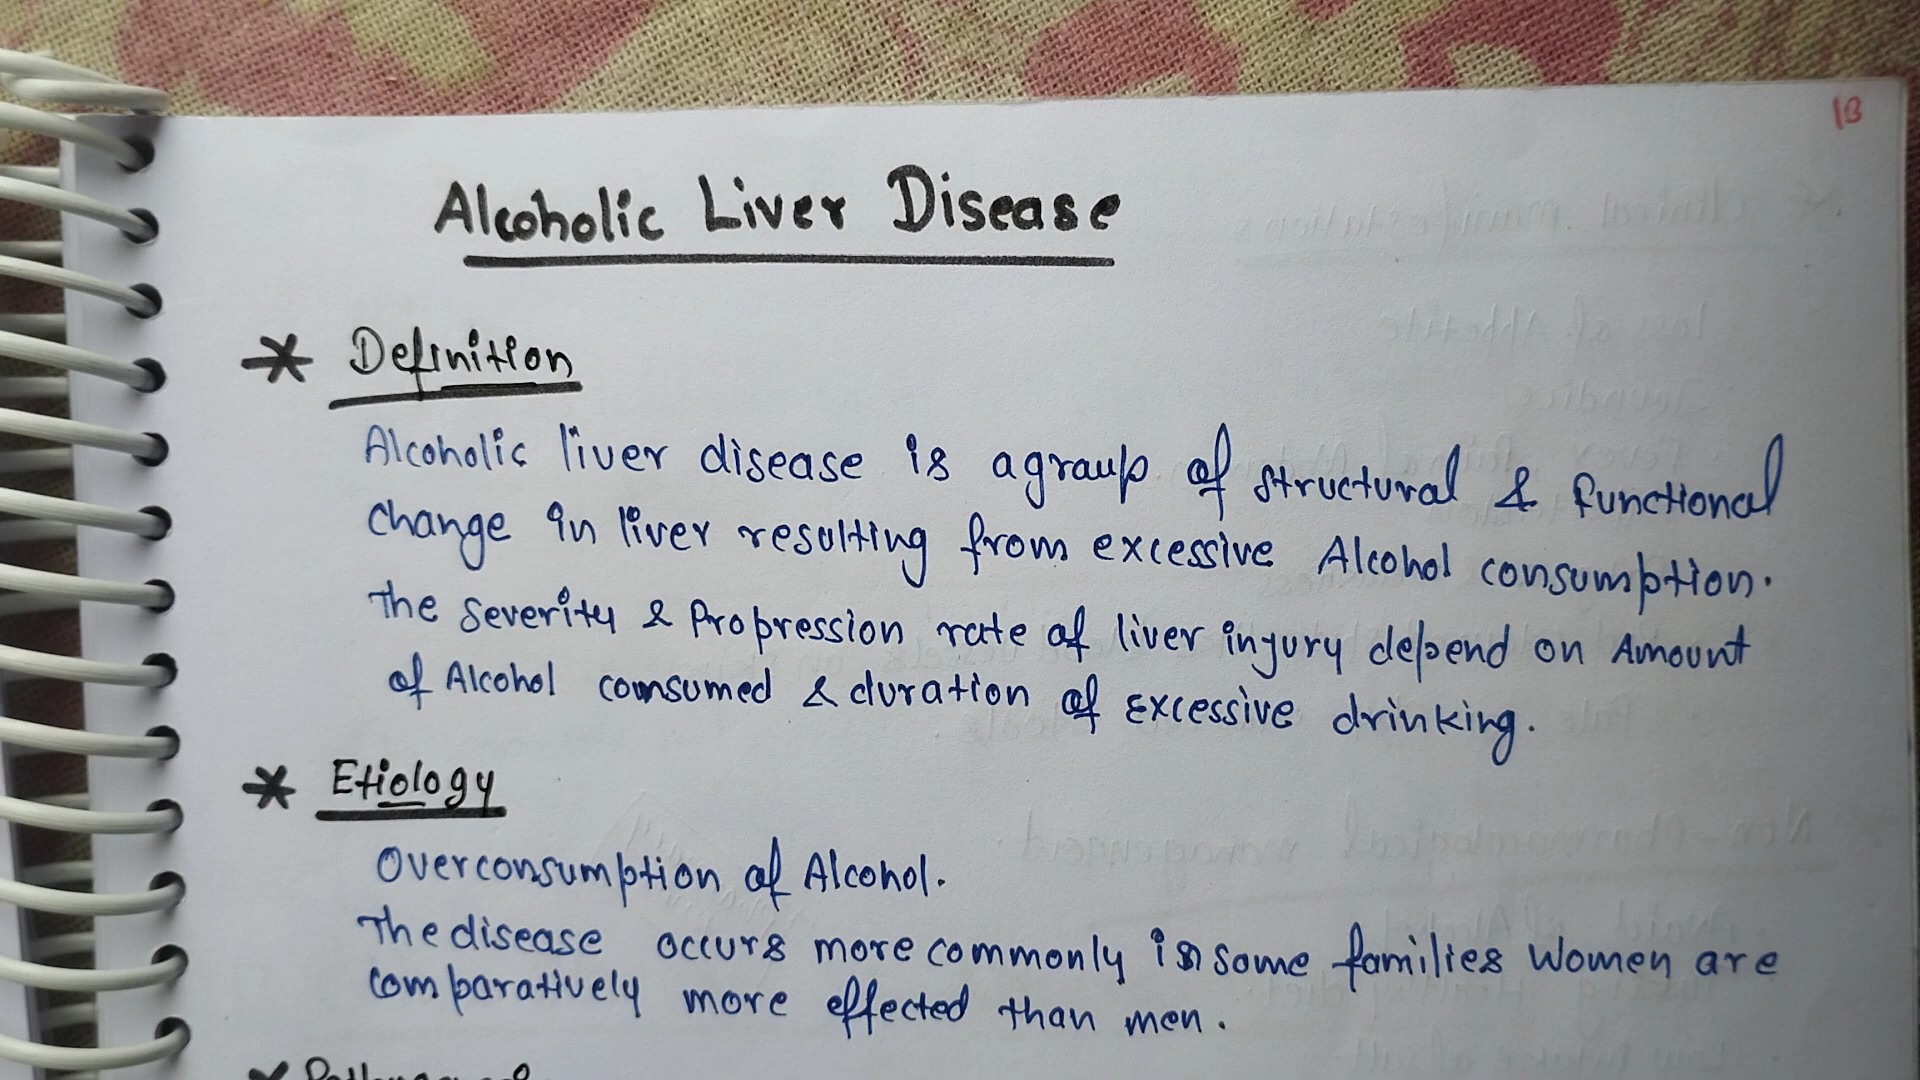 13
Alcoholic Liver Disease
* Definition
Alcoholic liver disease is a graup of structural & functional
change in liver resulting from excessive Alcohol consumption.
The severity & Propression rate of liver injury depend on Amount
of Alcohol comsumed & duration of excessive drinking.
* Etiology
Overconsumption of Alcohol.
The disease occurs more commonly in some families Women are
comparatively more effected than men.